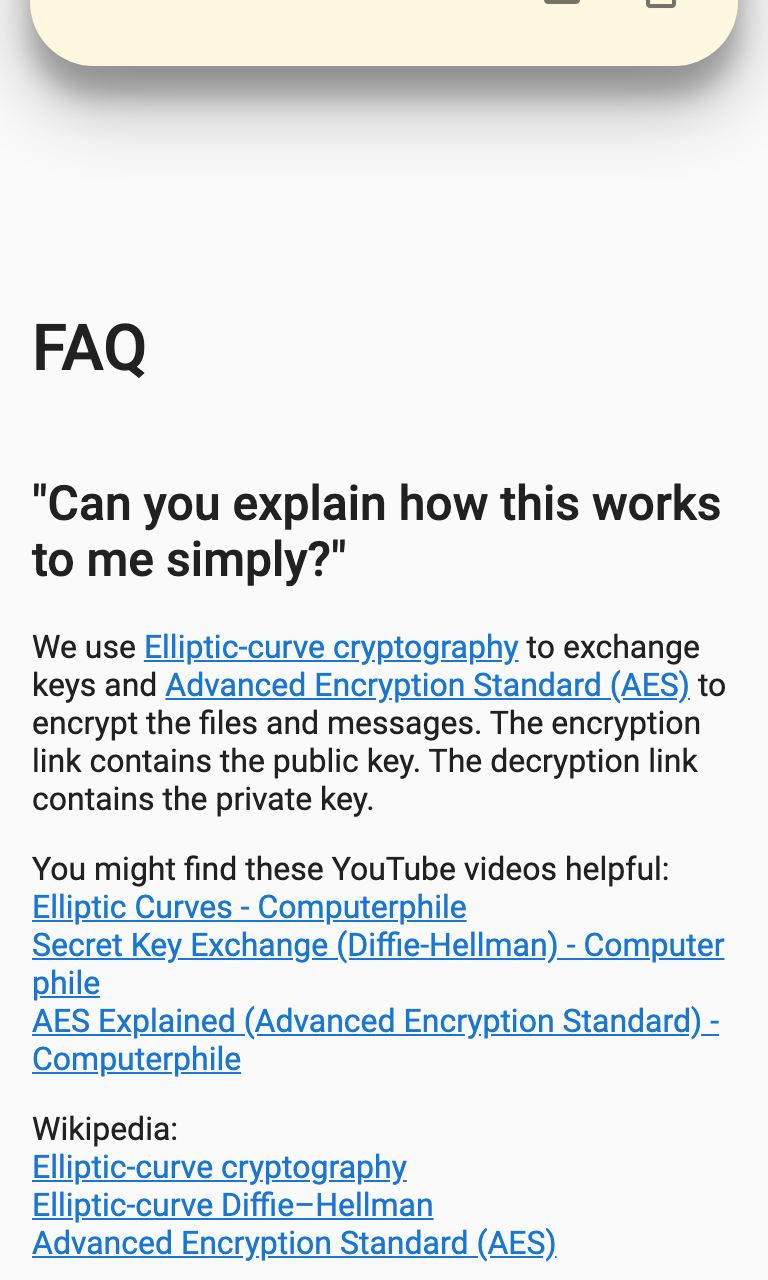 FAQ
"Can you explain how this works
to me simply?"
We use Elliptic-curve cryptography to exchange
keys and Advanced Encryption Standard (AES) to
encrypt the files and messages. The encryption
link contains the public key. The decryption link
contains the private key.
You might find these YouTube videos helpful:
Elliptic Curves - Computerphile
Secret Key Exchange (Diffie-Hellman) - Computer
phile
AES Explained (Advanced Encryption Standard) -
Computerphile
Wikipedia:
Elliptic-curve cryptography
Elliptic-curve Diffie–Hellman
Advanced Encryption Standard (AES)